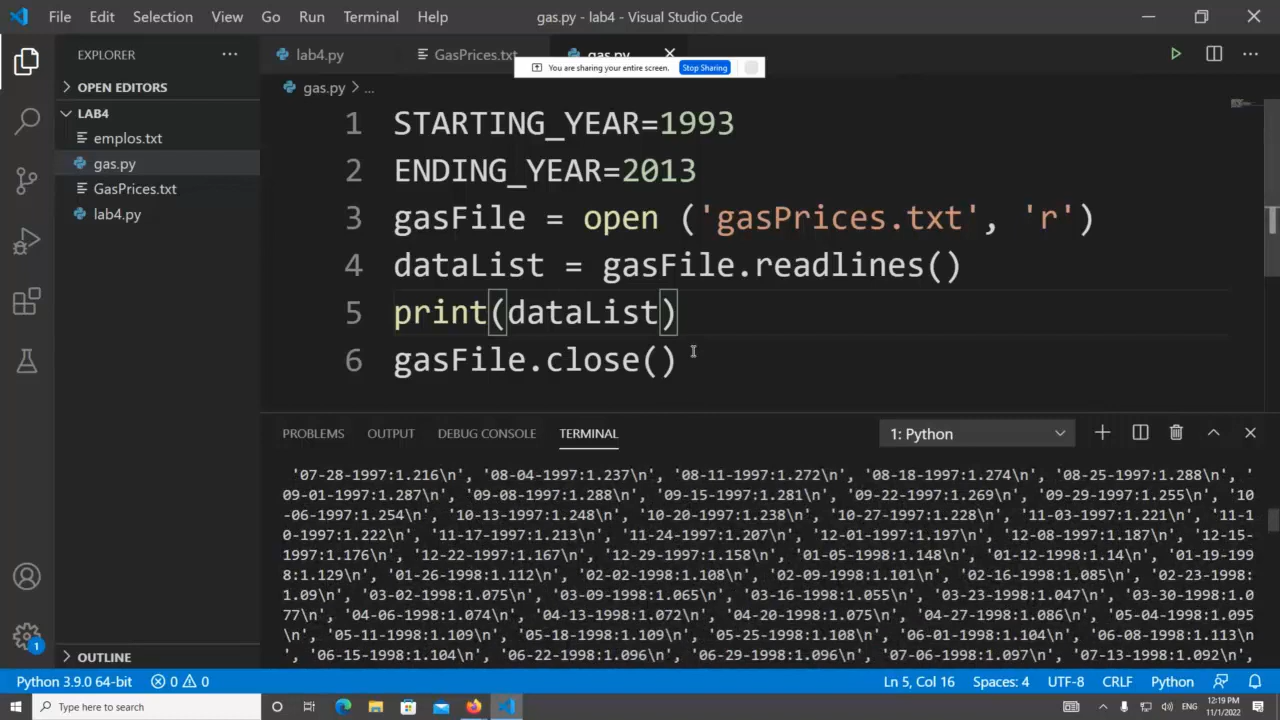 File Edit Selection View Go Run Terminal Help gas.py - lab4 - Visual Studio Code
EXPLORER
lab4.py GasPrices.txt gas.py
You are sharing your entire screen. Stop Sharing
OPEN EDITORS
gas.py > ...
LAB4
emplos.txt
gas.py
GasPrices.txt
lab4.py
1 STARTING_YEAR=1993
2 ENDING_YEAR=2013
3 gasFile = open ('gasPrices.txt', 'r')
4 dataList = gasFile.readlines()
5 print(dataList)
6 gasFile.close()
PROBLEMS OUTPUT DEBUG CONSOLE TERMINAL 1: Python
'07-28-1997:1.216\n', '08-04-1997:1.237\n', '08-11-1997:1.272\n', '08-18-1997:1.274\n', '08-25-1997:1.288\n', '
09-01-1997:1.287\n', '09-08-1997:1.288\n', '09-15-1997:1.281\n', '09-22-1997:1.269\n', '09-29-1997:1.255\n', '10
-06-1997:1.254\n', '10-13-1997:1.248\n', '10-20-1997:1.238\n', '10-27-1997:1.228\n', '11-03-1997:1.221\n', '11-1
0-1997:1.222\n', '11-17-1997:1.213\n', '11-24-1997:1.207\n', '12-01-1997:1.197\n', '12-08-1997:1.187\n', '12-15-
1997:1.176\n', '12-22-1997:1.167\n', '12-29-1997:1.158\n', '01-05-1998:1.148\n', '01-12-1998:1.14\n', '01-19-199
8:1.129\n', '01-26-1998:1.112\n', '02-02-1998:1.108\n', '02-09-1998:1.101\n', '02-16-1998:1.085\n', '02-23-1998:
1.09\n', '03-02-1998:1.075\n', '03-09-1998:1.065\n', '03-16-1998:1.055\n', '03-23-1998:1.047\n', '03-30-1998:1.0
77\n', '04-06-1998:1.074\n', '04-13-1998:1.072\n', '04-20-1998:1.075\n', '04-27-1998:1.086\n', '05-04-1998:1.095
\n', '05-11-1998:1.109\n', '05-18-1998:1.109\n', '05-25-1998:1.108\n', '06-01-1998:1.104\n', '06-08-1998:1.113\n
', '06-15-1998:1.104\n', '06-22-1998:1.096\n', '06-29-1998:1.096\n', '07-06-1998:1.097\n', '07-13-1998:1.092\n',
OUTLINE
1
Python 3.9.0 64-bit 0 0 Ln 5, Col 16 Spaces: 4 UTF-8 CRLF Python
Type here to search ENG 12:19 PM
11/1/2022